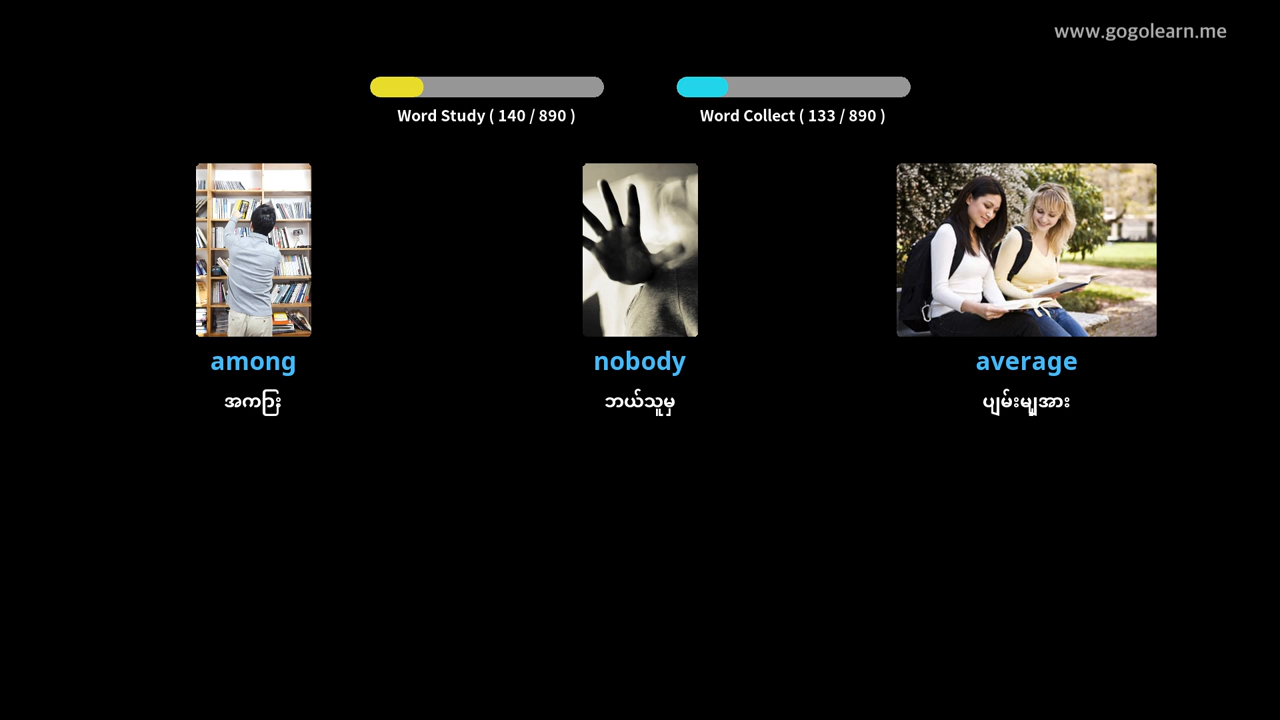 www.gogolearn.me
Word Study ( 140 / 890 )
Word Collect ( 133 / 890 )
among
nobody
average
အကြား
ဘယ်သူမှ
ပျမ်းမျှအား